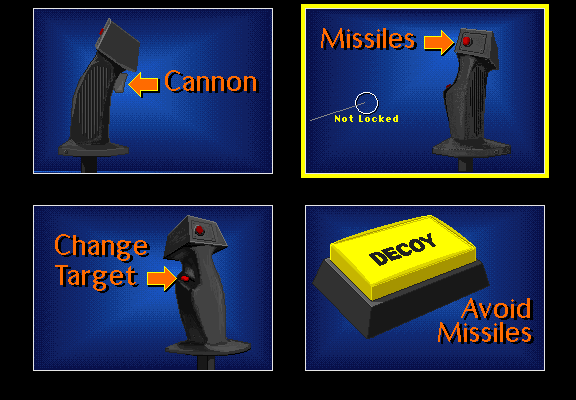 Cannon
Missiles
Not Locked
Change
Target
DECOY
Avoid
Missiles